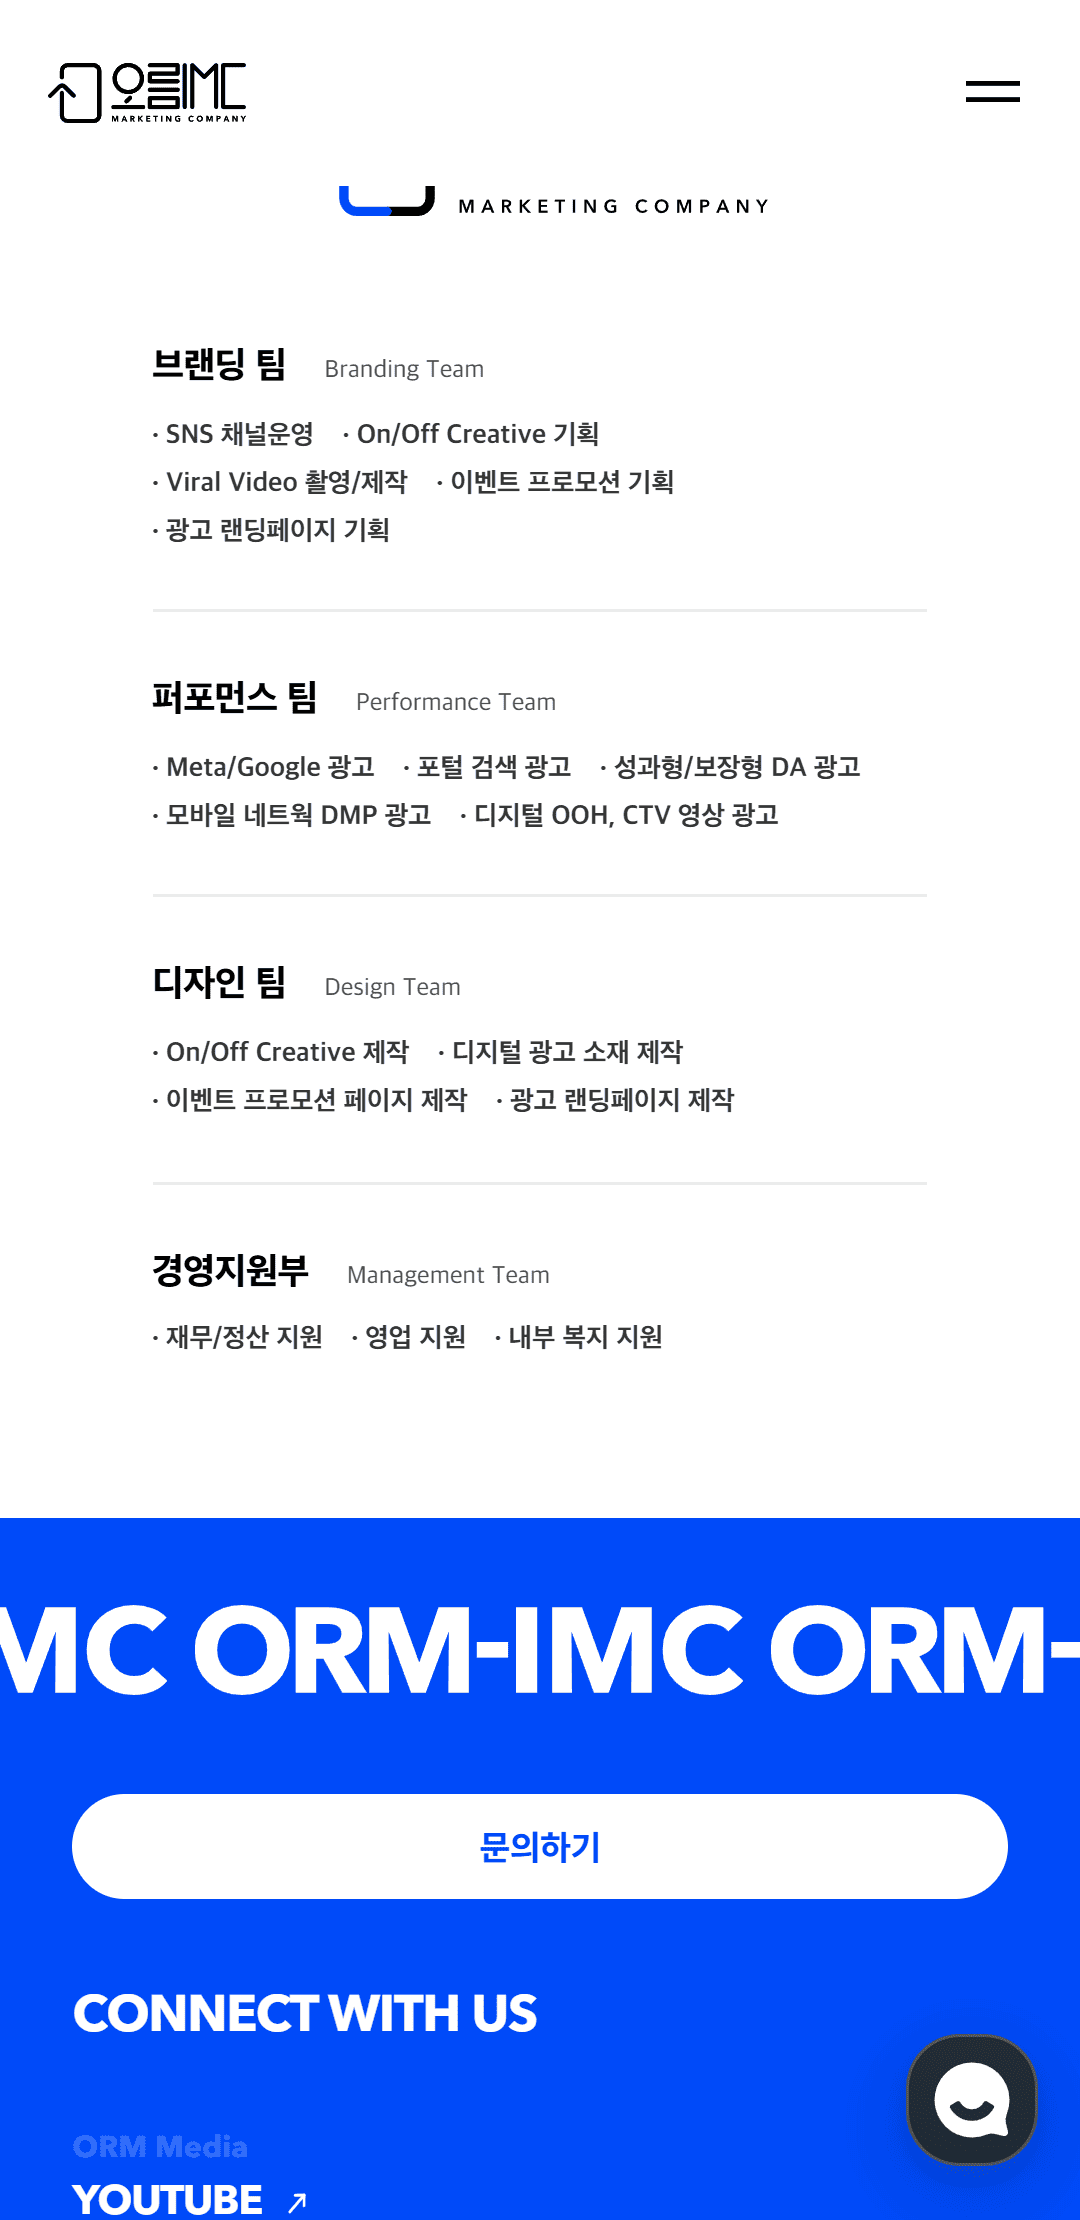 오름IMC
MARKETING COMPANY
MARKETING COMPANY
브랜딩 팀 Branding Team
· SNS 채널운영 · On/Off Creative 기획
· Viral Video 촬영/제작 · 이벤트 프로모션 기획
· 광고 랜딩페이지 기획
퍼포먼스 팀 Performance Team
· Meta/Google 광고 · 포털 검색 광고 · 성과형/보장형 DA 광고
· 모바일 네트웍 DMP 광고 · 디지털 OOH, CTV 영상 광고
디자인 팀 Design Team
· On/Off Creative 제작 · 디지털 광고 소재 제작
· 이벤트 프로모션 페이지 제작 · 광고 랜딩페이지 제작
경영지원부 Management Team
· 재무/정산 지원 · 영업 지원 · 내부 복지 지원
MC ORM-IMC ORM-
문의하기
CONNECT WITH US
ORM Media
YOUTUBE ↗